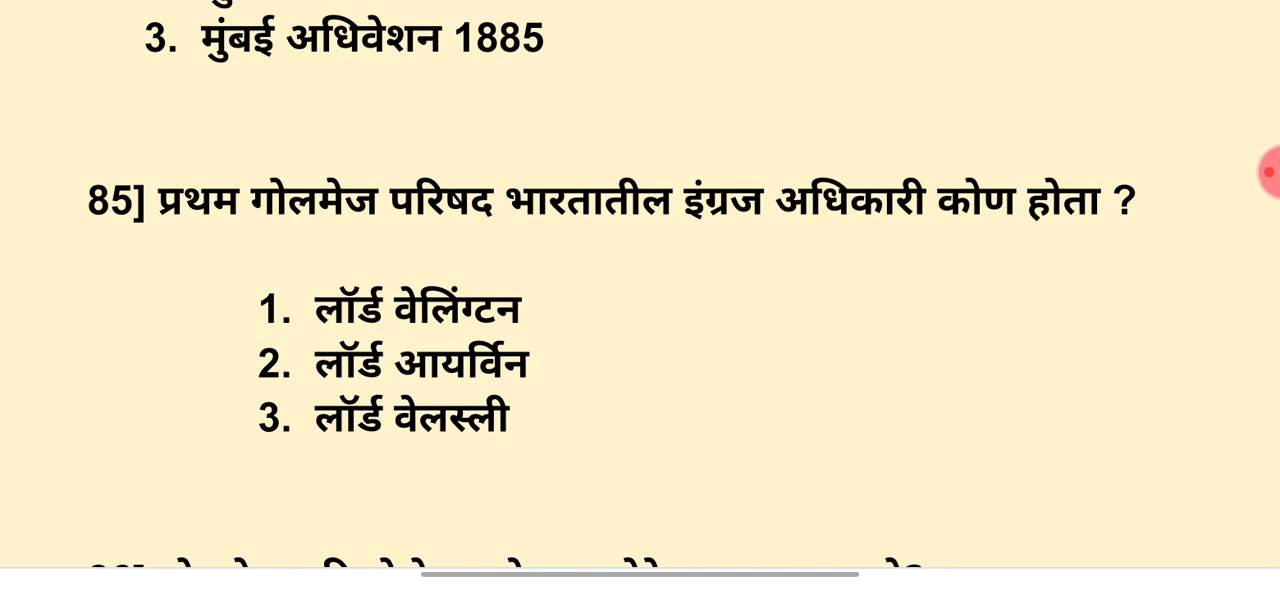 3. मुंबई अधिवेशन 1885
85] प्रथम गोलमेज परिषद भारतातील इंग्रज अधिकारी कोण होता ?
1. लॉर्ड वेलिंग्टन
2. लॉर्ड आयर्विन
3. लॉर्ड वेलस्ली